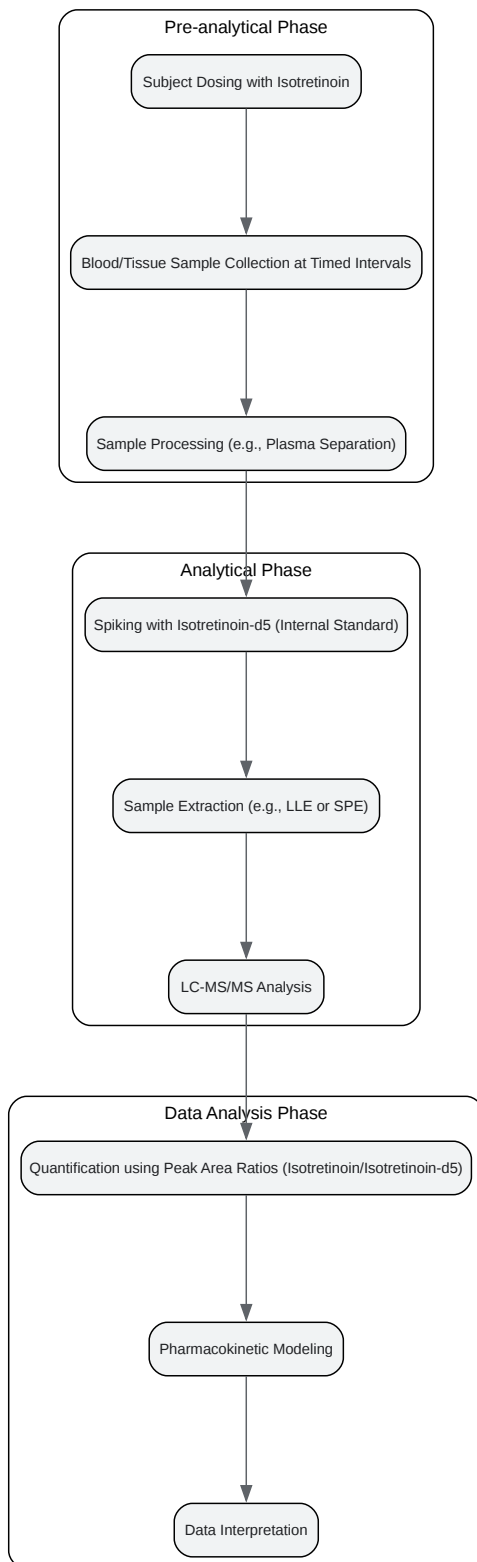 Pre-analytical Phase
Subject Dosing with Isotretinoin
Blood/Tissue Sample Collection at Timed Intervals
Sample Processing (e.g., Plasma Separation)
Analytical Phase
Spiking with Isotretinoin-d5 (Internal Standard)
Sample Extraction (e.g., LLE or SPE)
LC-MS/MS Analysis
Data Analysis Phase
Quantification using Peak Area Ratios (Isotretinoin/Isotretinoin-d5)
Pharmacokinetic Modeling
Data Interpretation